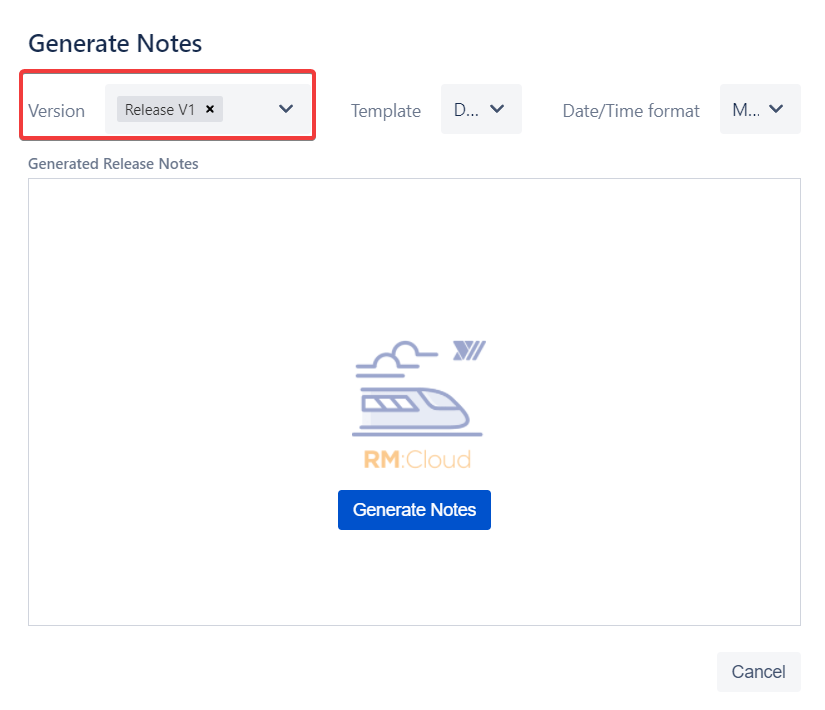 Generate Notes
Version Release V1 × Template D... Date/Time format M...
Generated Release Notes
RM:Cloud
Generate Notes
Cancel